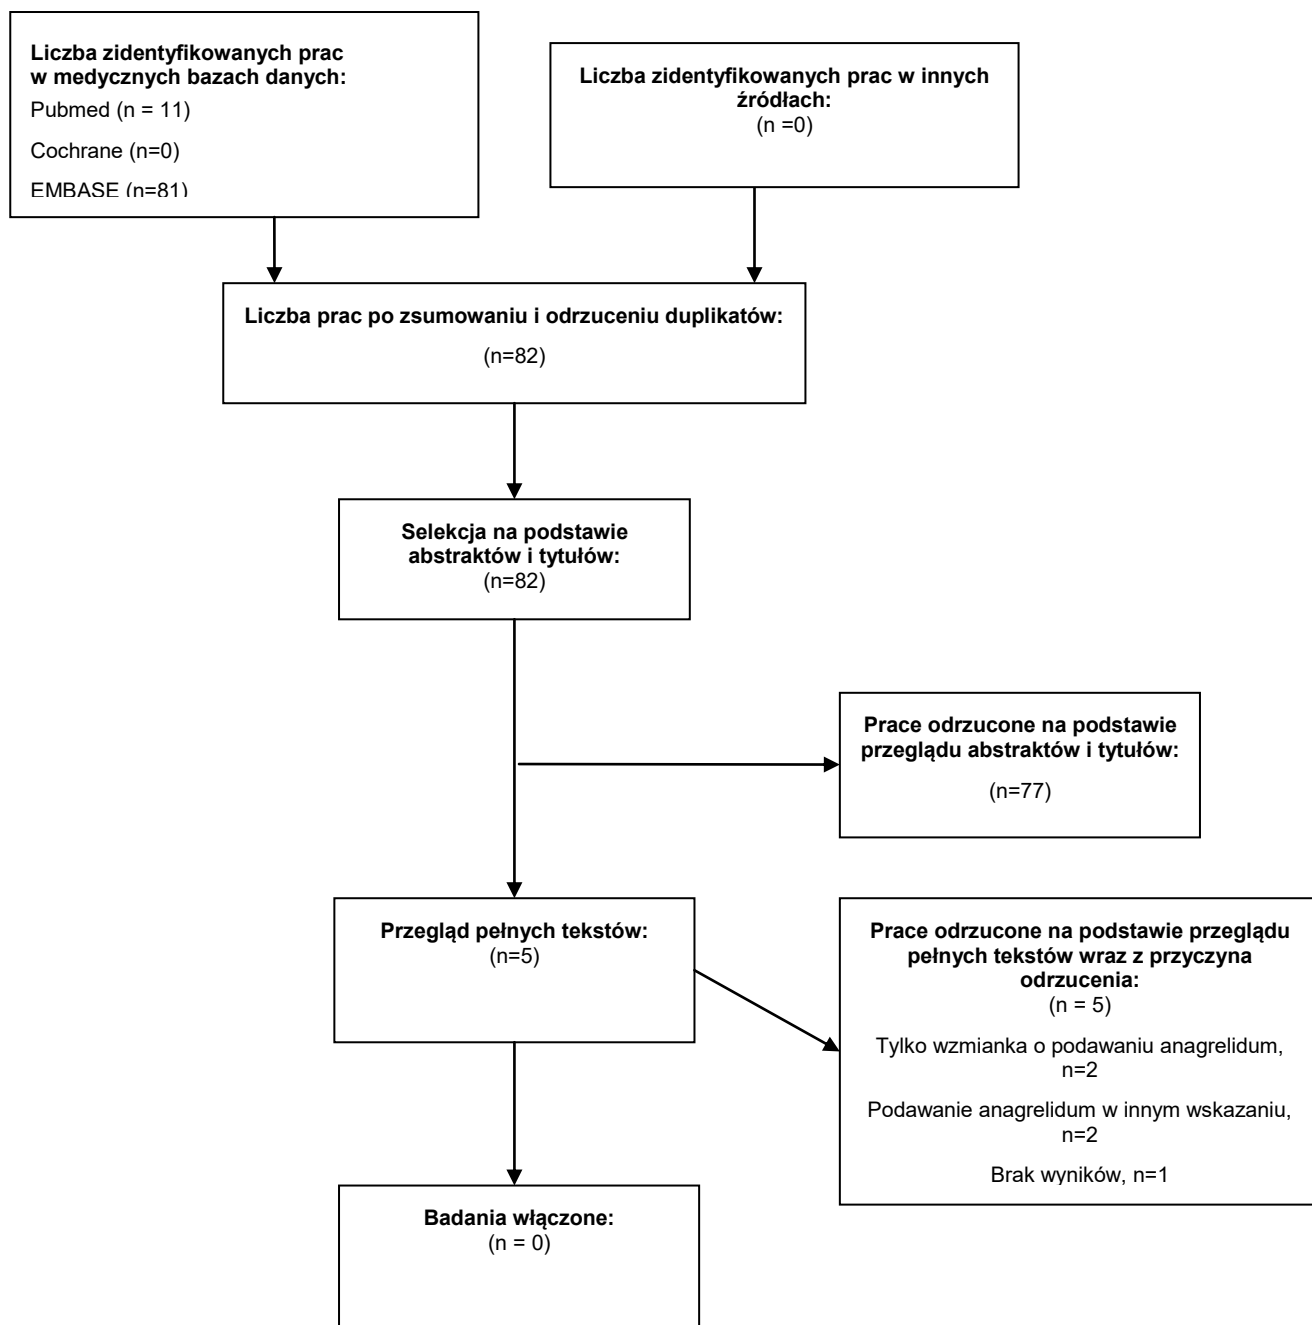 Liczba zidentyfikowanych prac
w medycznych bazach danych:
Pubmed (n = 11)
Cochrane (n=0)
EMBASE (n=81)
Liczba zidentyfikowanych prac w innych
źródłach:
(n =0)
Liczba prac po zsumowaniu i odrzuceniu duplikatów:
(n=82)
Selekcja na podstawie
abstraktów i tytułów:
(n=82)
Prace odrzucone na podstawie
przeglądu abstraktów i tytułów:
(n=77)
Przegląd pełnych tekstów:
(n=5)
Prace odrzucone na podstawie przeglądu
pełnych tekstów wraz z przyczyna
odrzucenia:
(n = 5)
Tylko wzmianka o podawaniu anagrelidum,
n=2
Podawanie anagrelidum w innym wskazaniu,
n=2
Brak wyników, n=1
Badania włączone:
(n = 0)